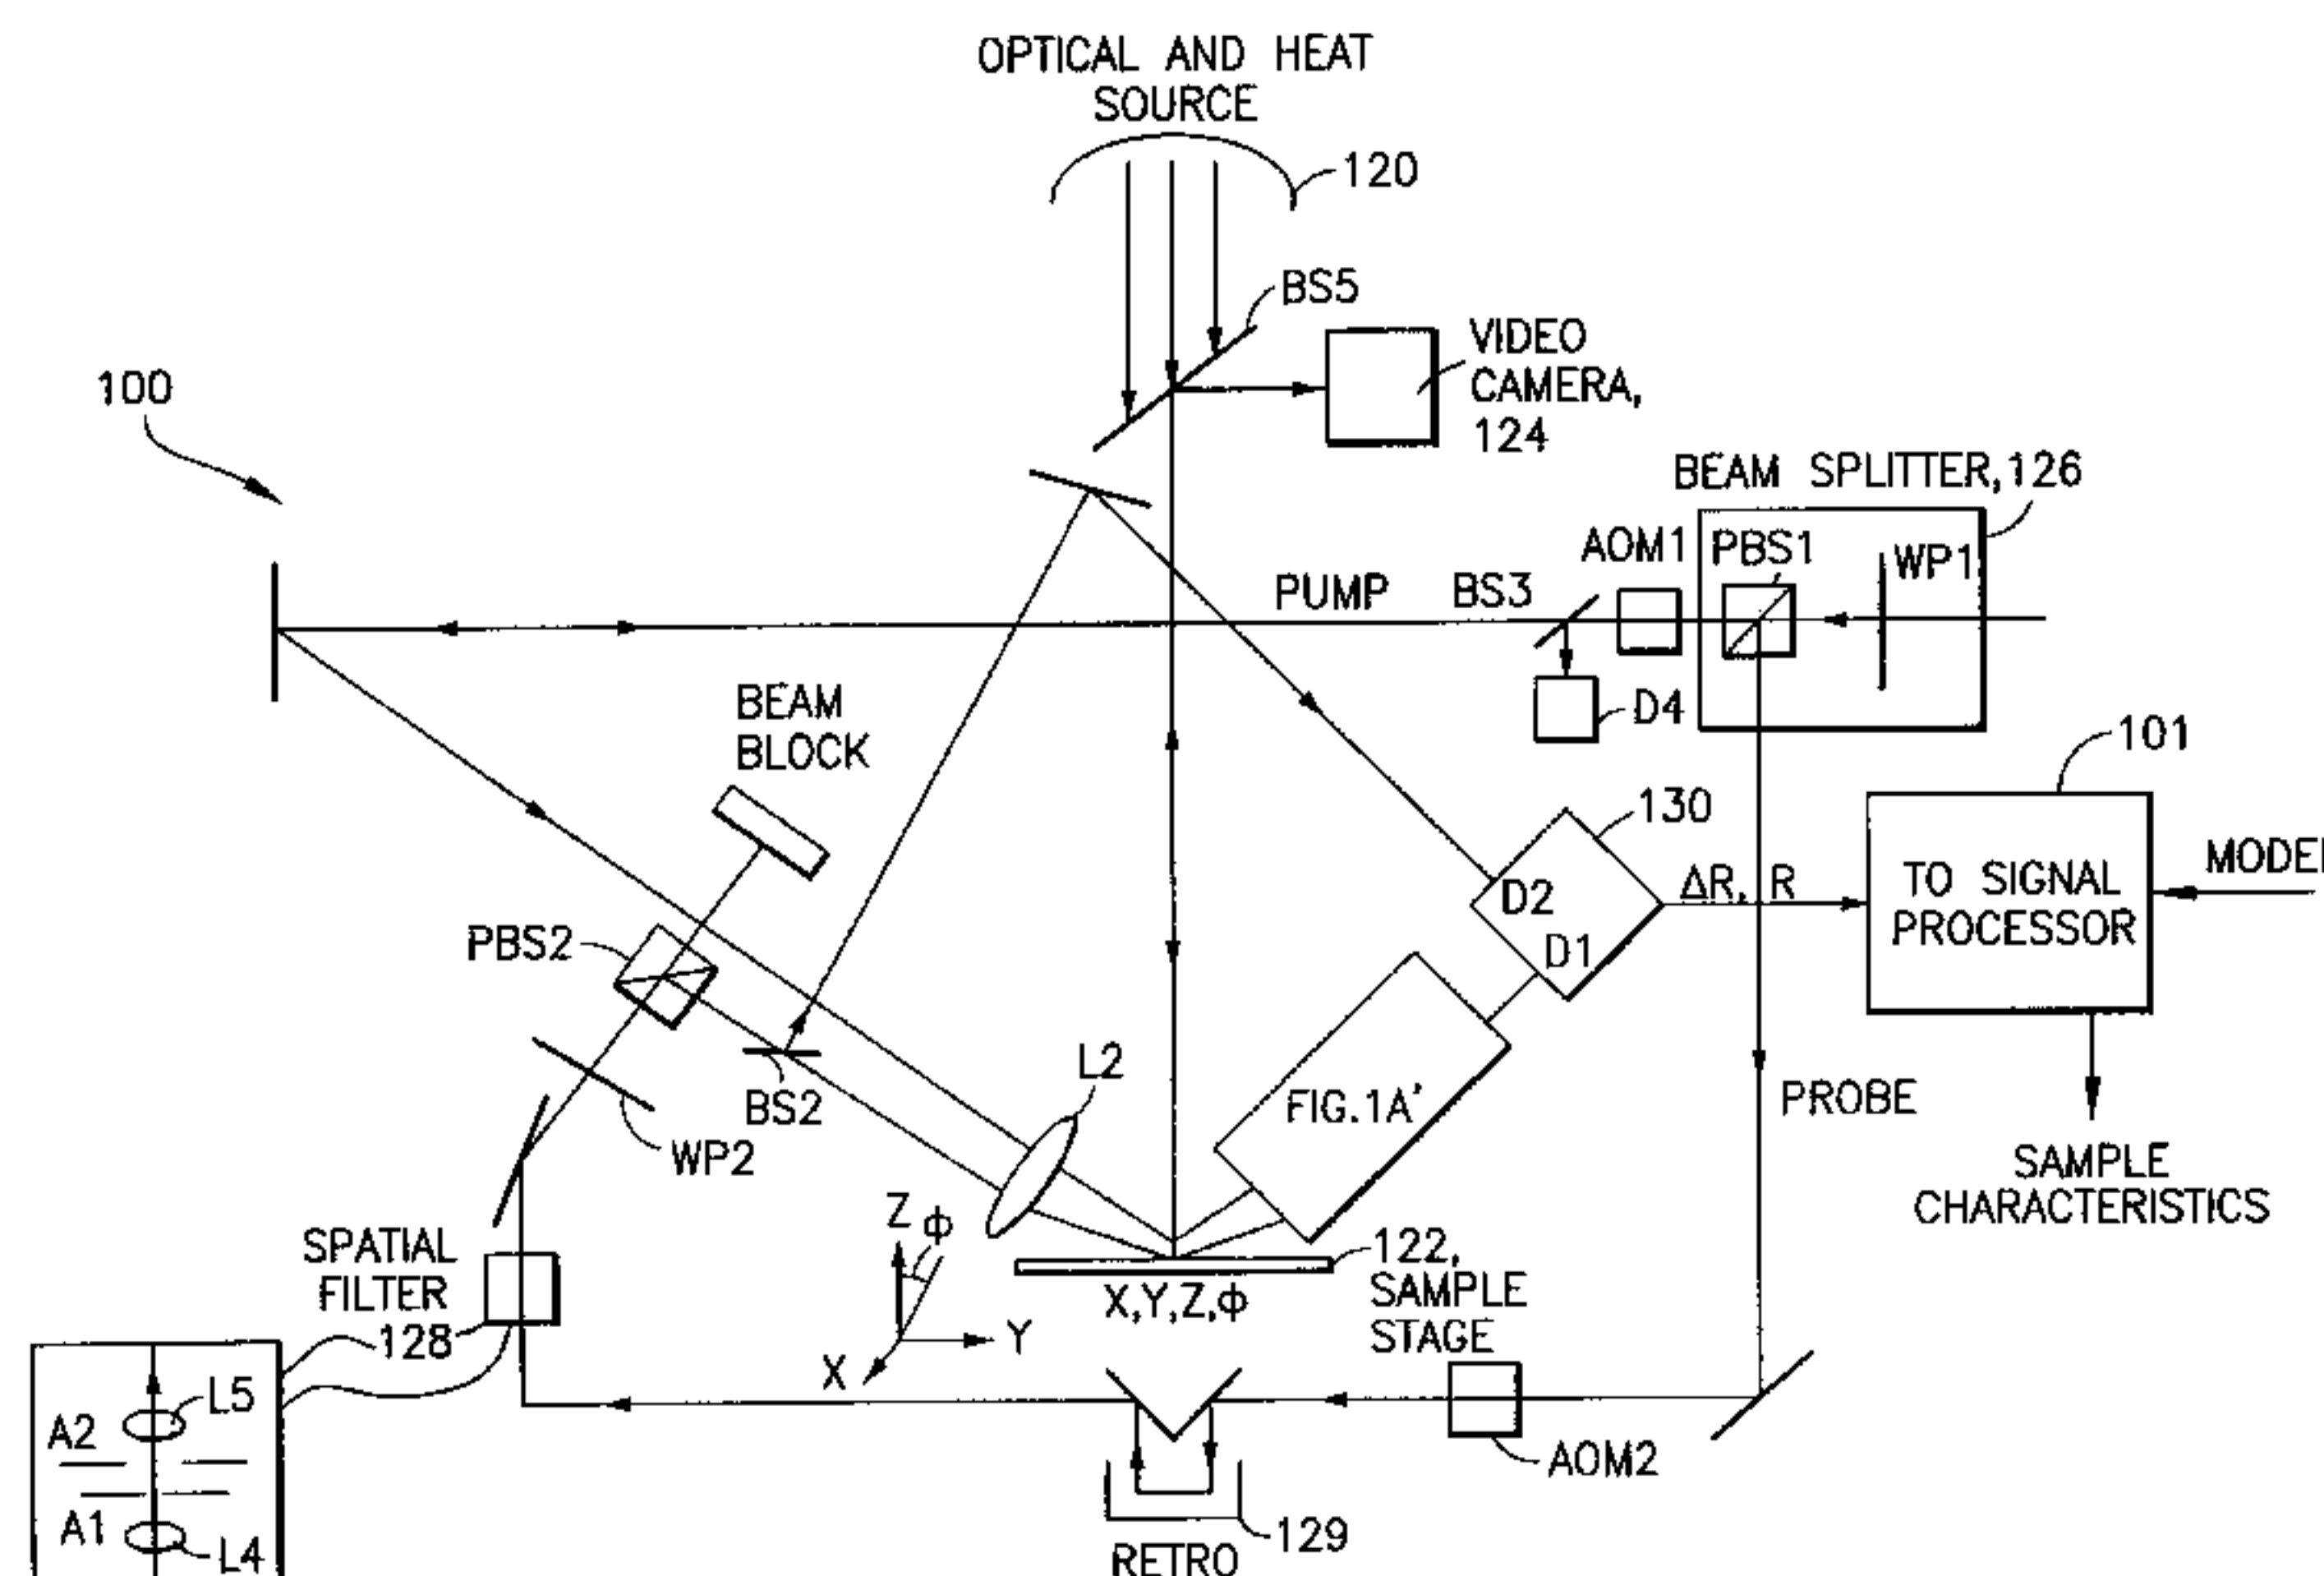 OPTICAL AND HEAT
SOURCE
120
BS5
VIDEO
CAMERA,
124
100
BEAM SPLITTER,126
AOM1
PBS1
WP1
PUMP
BS3
D4
BEAM
BLOCK
101
130
D2
D1
ΔR, R
TO SIGNAL
PROCESSOR
PBS2
BS2
L2
FIG.1A'
PROBE
WP2
SAMPLE
CHARACTERISTICS
Z
ϕ
122,
SAMPLE
STAGE
X,Y,Z,ϕ
SPATIAL
FILTER
128
Y
X
L5
A2
AOM2
A1
L4
129
RETRO